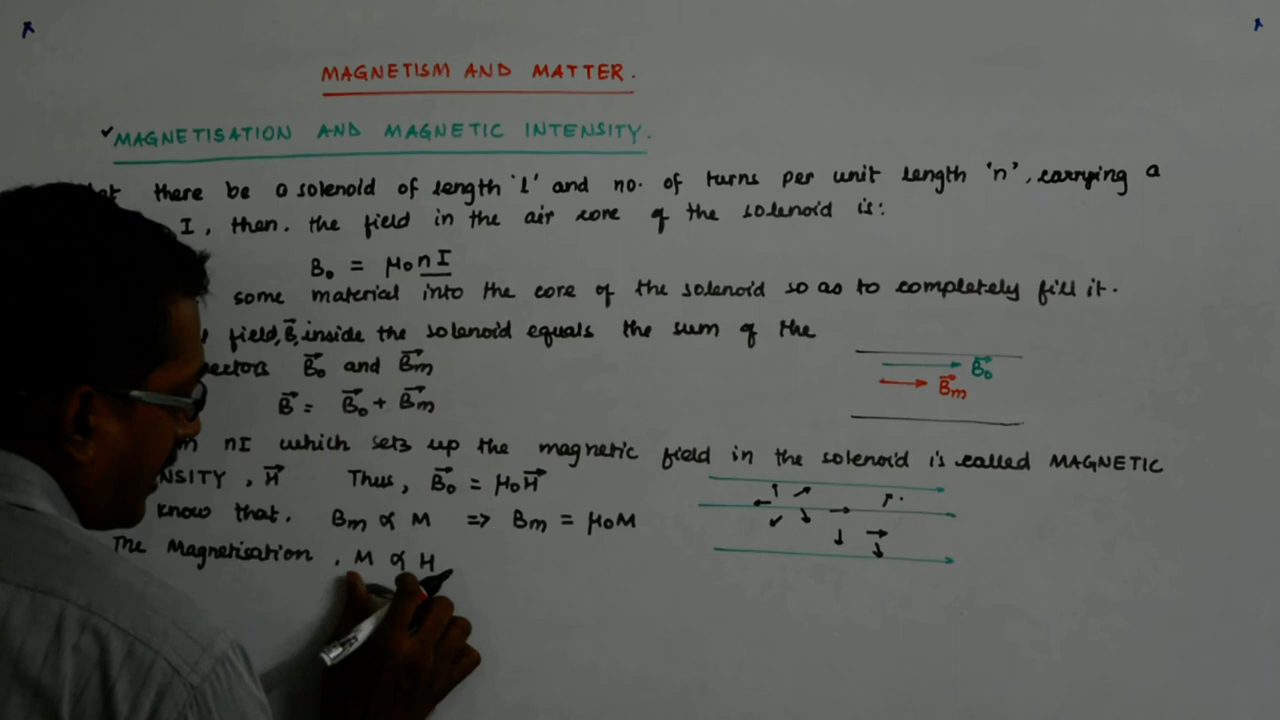 MAGNETISM AND MATTER.
MAGNETISATION AND MAGNETIC INTENSITY.
there be a solenoid of length 'l' and no. of turns per unit length 'n', carrying a
I, then. the field in the air core of the solenoid is:
B₀ = μ₀nI
some material into the core of the solenoid so as to completely fill it.
field, B⃗, inside the solenoid equals the sum of the
B⃗₀ and B⃗m
B⃗ = B⃗₀ + B⃗m
B⃗₀
B⃗m
nI which sets up the magnetic field in the solenoid is called MAGNETIC
NSITY, H⃗ Thus, B⃗₀ = μ₀H⃗
know that. Bm ∝ M => Bm = μ₀M
The Magnetisation, M ∝ H